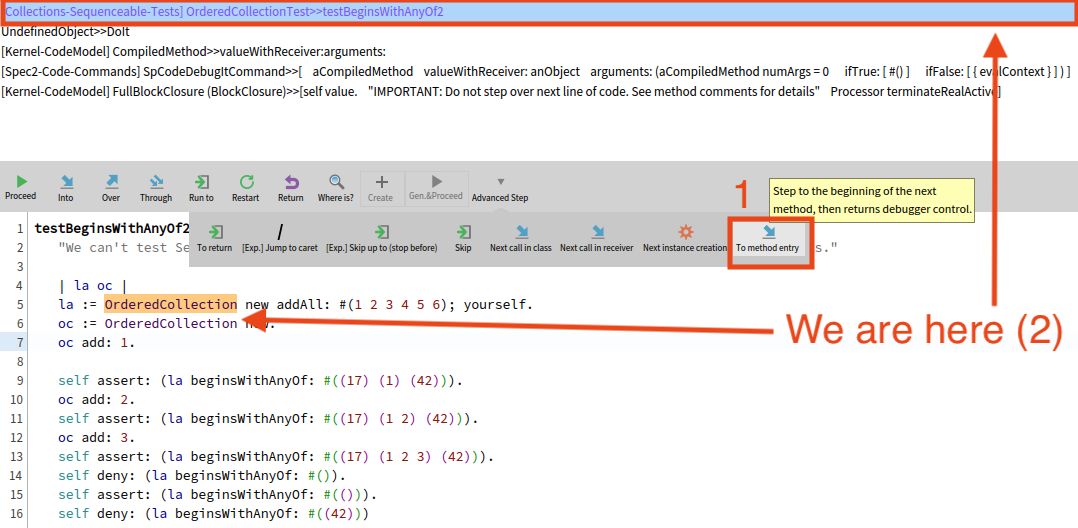 Collections-Sequenceable-Tests] OrderedCollectionTest>>testBeginsWithAnyOf2
UndefinedObject>>DoIt
[Kernel-CodeModel] CompiledMethod>>valueWithReceiver:arguments:
[Spec2-Code-Commands] SpCodeDebugItCommand>>[ aCompiledMethod valueWithReceiver: anObject arguments: (aCompiledMethod numArgs = 0 ifTrue: [ #() ] ifFalse: [ { evalContext } ] ) ]
[Kernel-CodeModel] FullBlockClosure (BlockClosure)>>[self value. "IMPORTANT: Do not step over next line of code. See method comments for details" Processor terminateRealActive]
Proceed Into Over Through Run to Restart Return Where is? Create Gen.&Proceed Advanced Step
1
Step to the beginning of the next
method, then returns debugger control.
To return [Exp.] Jump to caret [Exp.] Skip up to (stop before) Skip Next call in class Next call in receiver Next instance creation To method entry
1 testBeginsWithAnyOf2
2 "We can't test Se s."
3
4 | la oc |
5 la := OrderedCollection new addAll: #(1 2 3 4 5 6); yourself.
6 oc := OrderedCollection new.
We are here (2)
7 oc add: 1.
8
9 self assert: (la beginsWithAnyOf: #((17) (1) (42))).
10 oc add: 2.
11 self assert: (la beginsWithAnyOf: #((17) (1 2) (42))).
12 oc add: 3.
13 self assert: (la beginsWithAnyOf: #((17) (1 2 3) (42))).
14 self deny: (la beginsWithAnyOf: #()).
15 self assert: (la beginsWithAnyOf: #(())).
16 self deny: (la beginsWithAnyOf: #((42)))